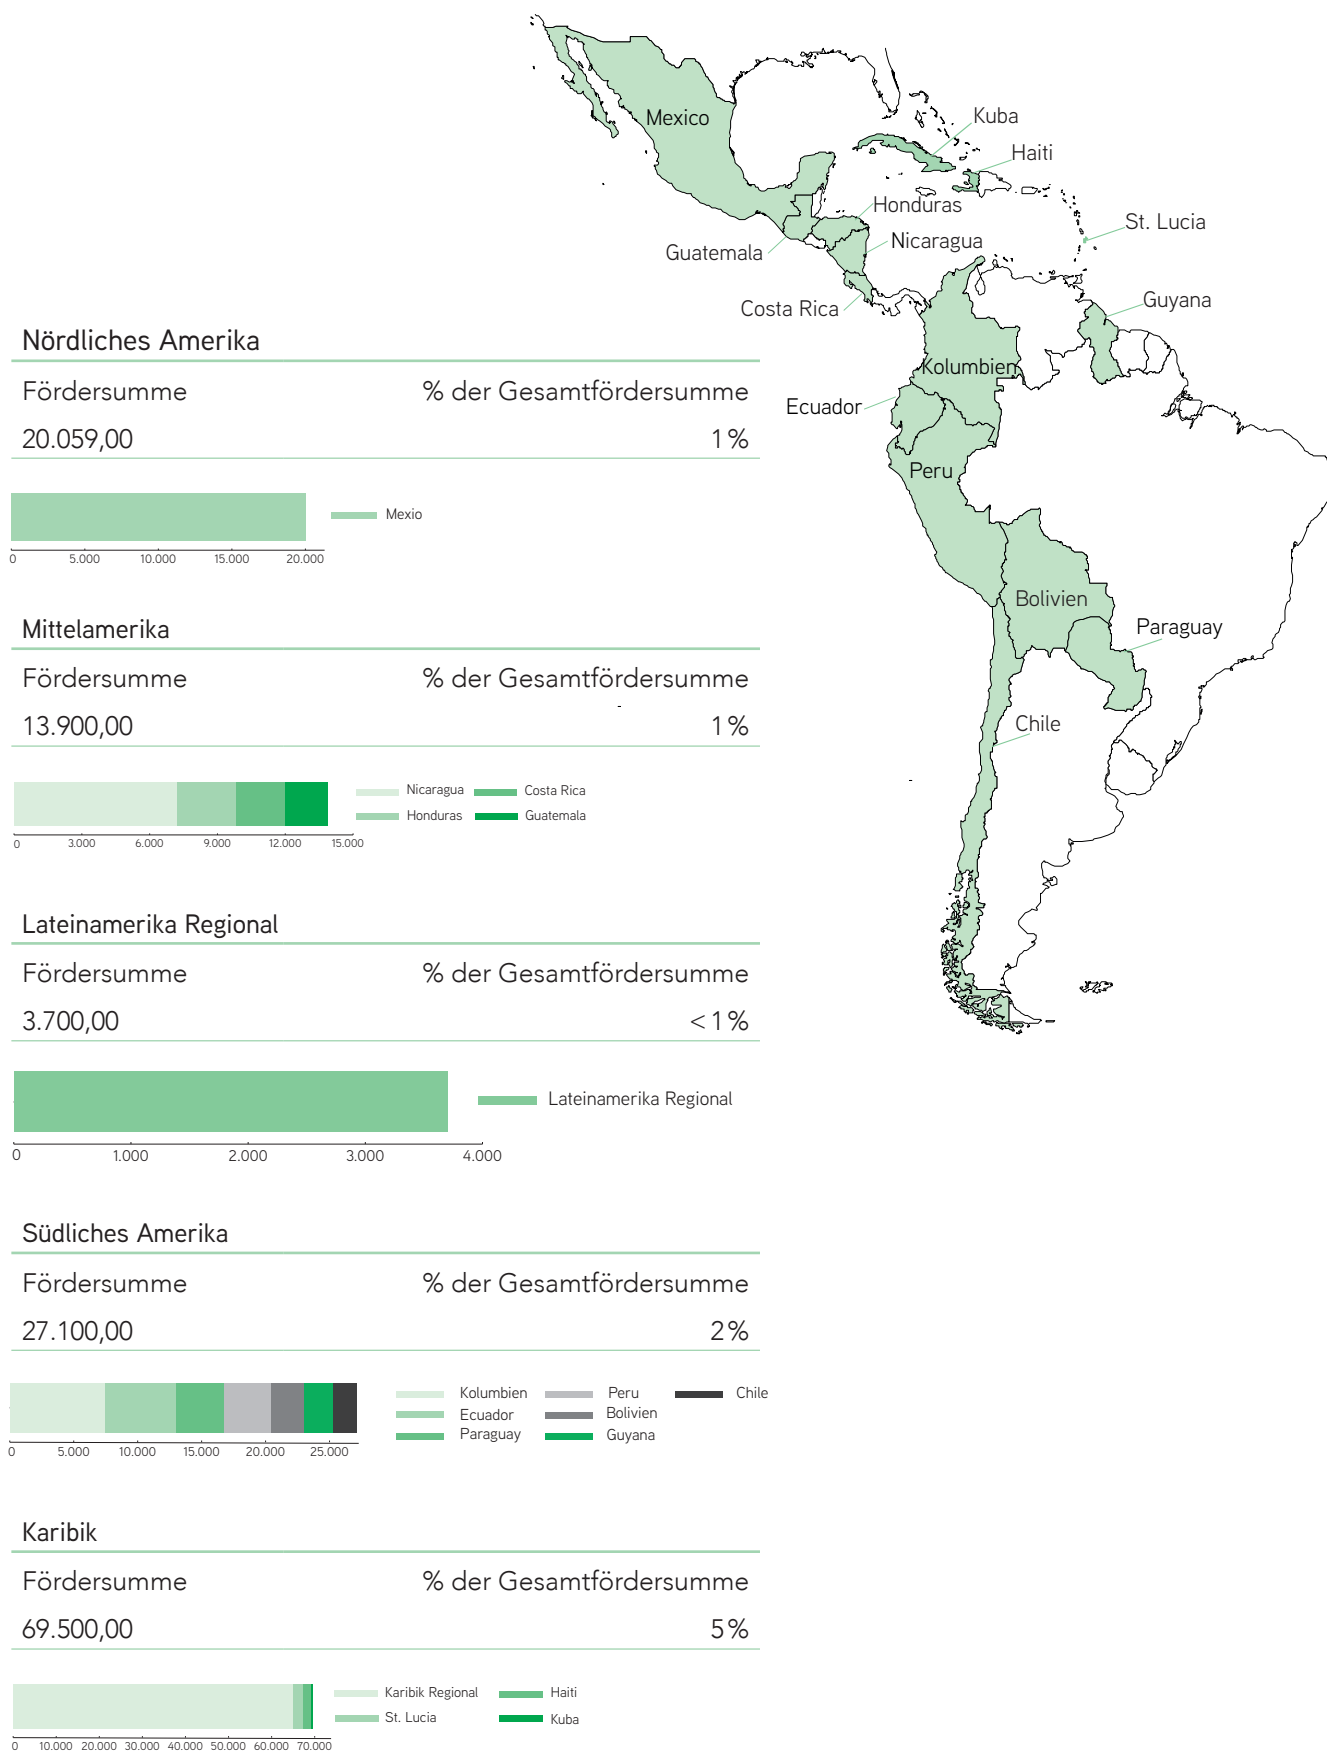 Mexico
Kuba
Haiti
Honduras
St. Lucia
Nicaragua
Guatemala
Guyana
Costa Rica
Kolumbien
Ecuador
Peru
Bolivien
Paraguay
Chile
Nördliches Amerika
Fördersumme % der Gesamtfördersumme
20.059,00 1%
Mexio
0 5.000 10.000 15.000 20.000
Mittelamerika
Fördersumme % der Gesamtfördersumme
13.900,00 1%
Nicaragua Costa Rica
Honduras Guatemala
0 3.000 6.000 9.000 12.000 15.000
Lateinamerika Regional
Fördersumme % der Gesamtfördersumme
3.700,00 <1%
Lateinamerika Regional
0 1.000 2.000 3.000 4.000
Südliches Amerika
Fördersumme % der Gesamtfördersumme
27.100,00 2%
Kolumbien Peru Chile
Ecuador Bolivien
Paraguay Guyana
0 5.000 10.000 15.000 20.000 25.000
Karibik
Fördersumme % der Gesamtfördersumme
69.500,00 5%
Karibik Regional Haiti
St. Lucia Kuba
0 10.000 20.000 30.000 40.000 50.000 60.000 70.000